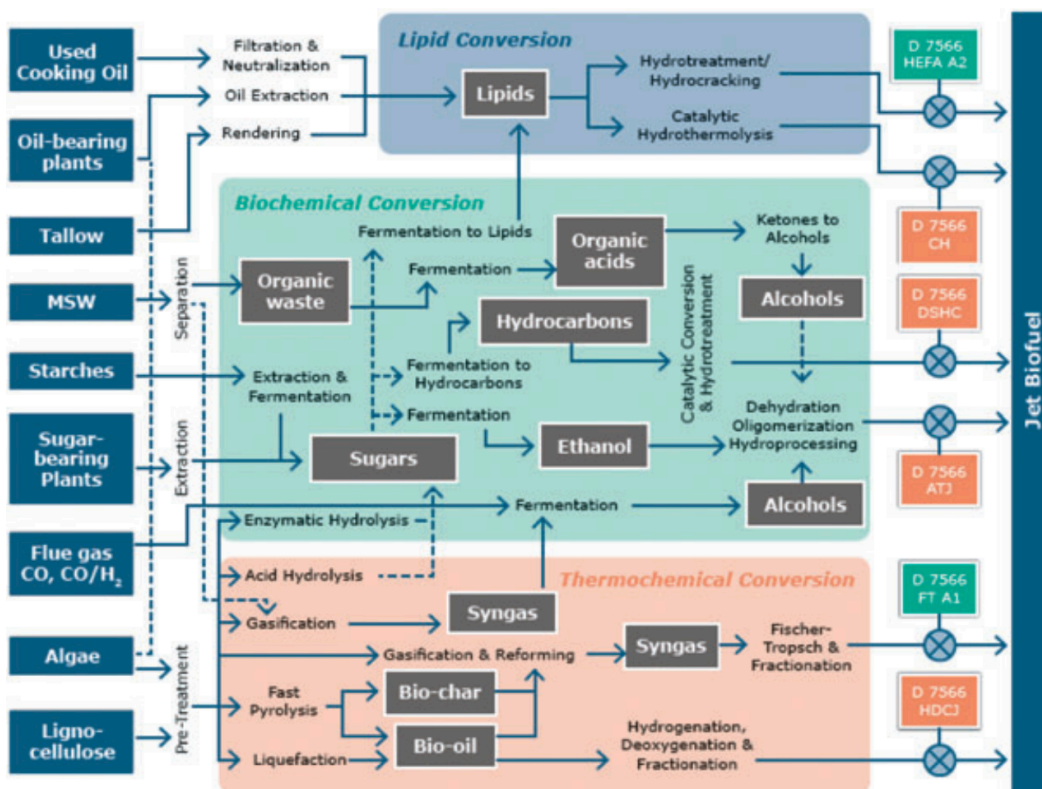 Used
Cooking Oil
Oil-bearing
plants
Tallow
MSW
Starches
Sugar-
bearing
Plants
Flue gas
CO, CO/H₂
Algae
Ligno-
cellulose
Filtration &
Neutralization
Oil Extraction
Rendering
Separation
Extraction
Pre-Treatment
Lipid Conversion
Lipids
Hydrotreatment/
Hydrocracking
Catalytic
Hydrothermolysis
Biochemical Conversion
Fermentation to Lipids
Organic
waste
Fermentation
Organic
acids
Ketones to
Alcohols
Alcohols
Hydrocarbons
Catalytic Conversion
& Hydrotreatment
Extraction &
Fermentation
Fermentation to
Hydrocarbons
Fermentation
Sugars
Ethanol
Dehydration
Oligomerization
Hydroprocessing
Enzymatic Hydrolysis
Fermentation
Alcohols
Acid Hydrolysis
Thermochemical Conversion
Gasification
Syngas
Gasification & Reforming
Syngas
Fischer-
Tropsch &
Fractionation
Fast
Pyrolysis
Bio-char
Bio-oil
Liquefaction
Hydrogenation,
Deoxygenation &
Fractionation
D 7566
HEFA A2
D 7566
CH
D 7566
DSHC
D 7566
ATJ
D 7566
FT A1
D 7566
HDCJ
Jet Biofuel